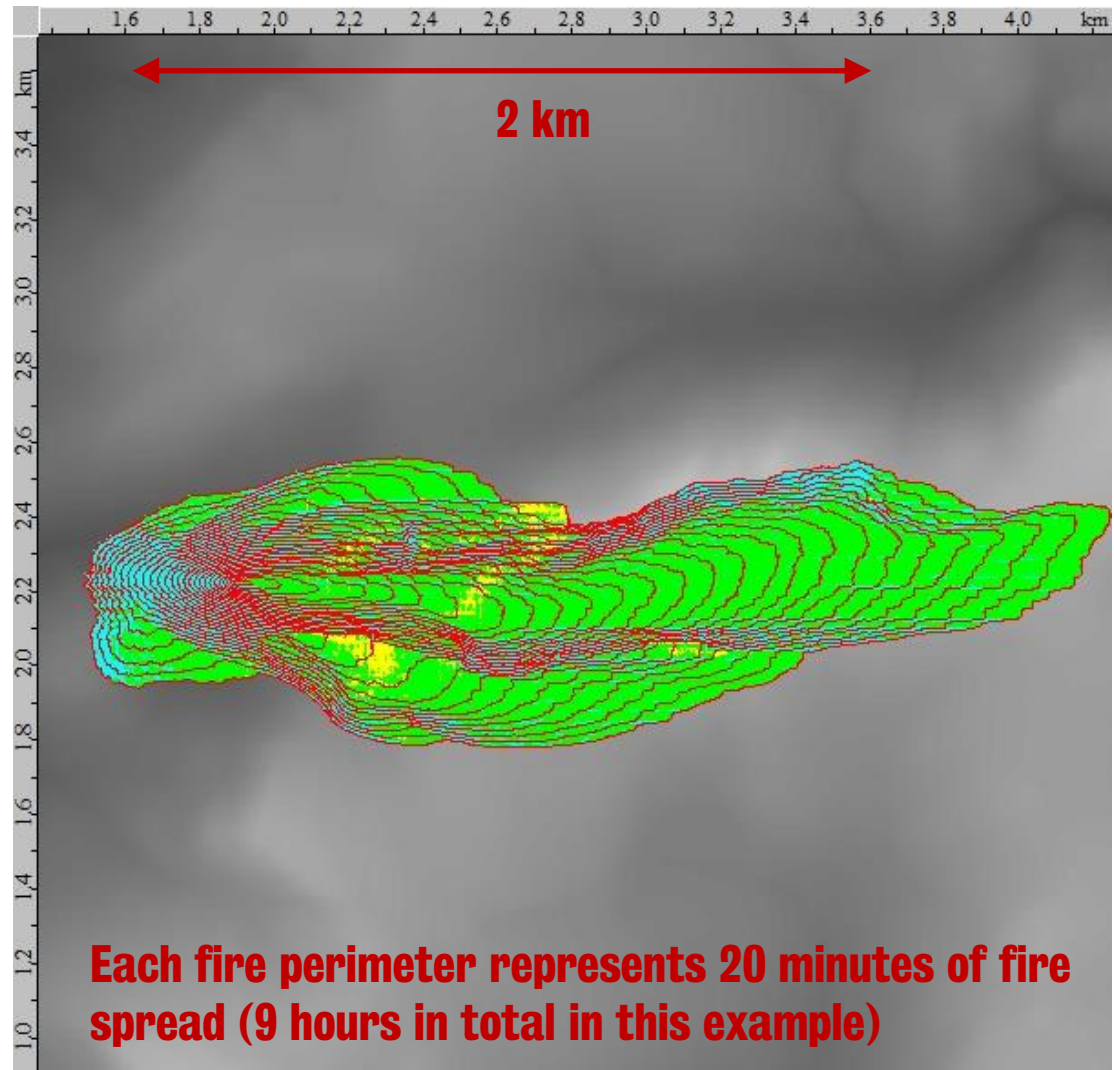 1,6 1,8 2,0 2,2 2,4 2,6 2,8 3,0 3,2 3,4 3,6 3,8 4,0 km
km
3,4
3,2
3,0
2,8
2,6
2,4
2,2
2,0
1,8
1,6
1,4
1,2
1,0
2 km
Each fire perimeter represents 20 minutes of fire
spread (9 hours in total in this example)